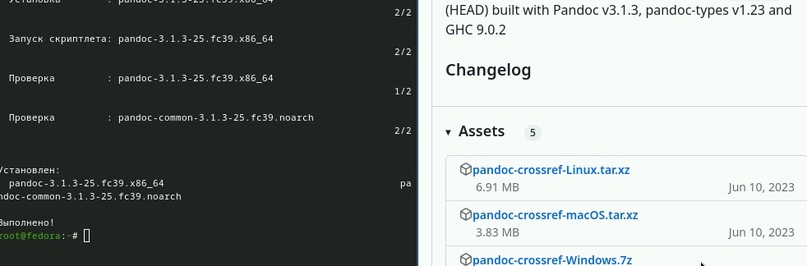 Установка : pandoc-3.1.3-25.fc39.x86_64
2/2
Запуск скриптлета: pandoc-3.1.3-25.fc39.x86_64
2/2
Проверка : pandoc-3.1.3-25.fc39.x86_64
1/2
Проверка : pandoc-common-3.1.3-25.fc39.noarch
2/2
Установлен:
pandoc-3.1.3-25.fc39.x86_64 pa
ndoc-common-3.1.3-25.fc39.noarch
Выполнено!
root@fedora:~#
(HEAD) built with Pandoc v3.1.3, pandoc-types v1.23 and
GHC 9.0.2
Changelog
Assets 5
pandoc-crossref-Linux.tar.xz
6.91 MB Jun 10, 2023
pandoc-crossref-macOS.tar.xz
3.83 MB Jun 10, 2023
pandoc-crossref-Windows.7z